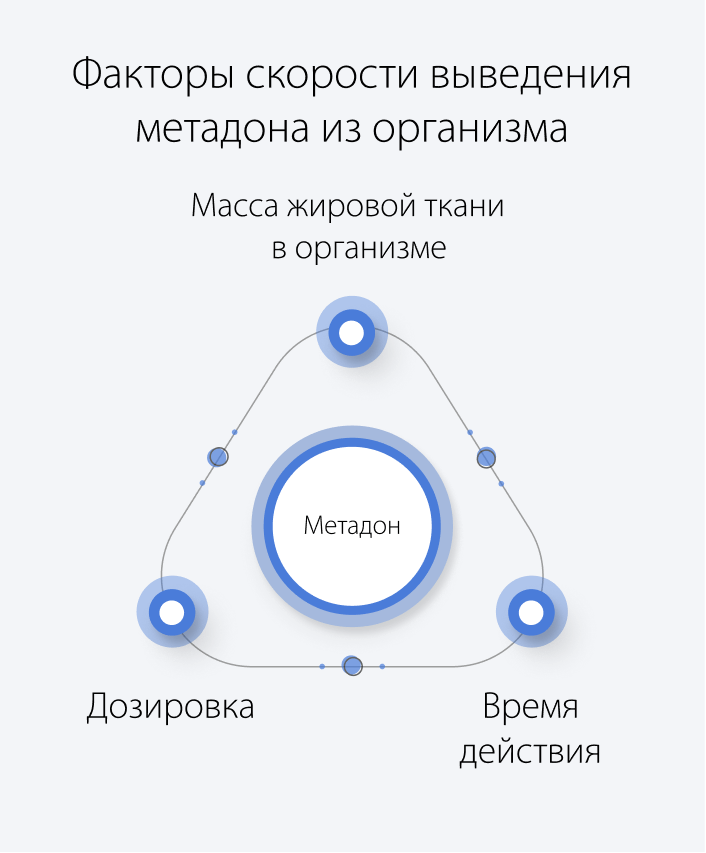 Факторы скорости выведения
метадона из организма
Масса жировой ткани
в организме
Метадон
Дозировка
Время
действия